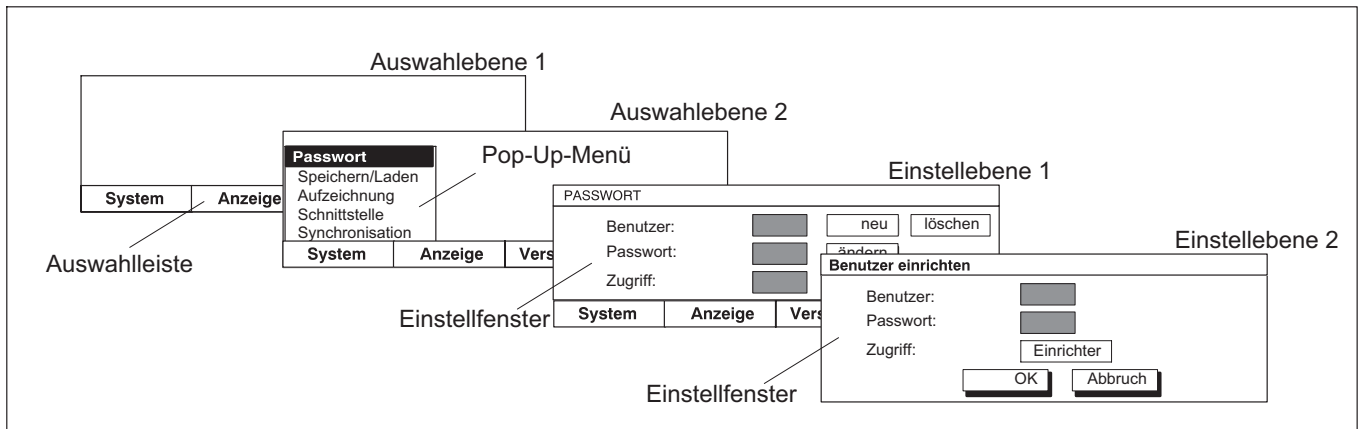 Auswahlebene 1
System Anzeige
Auswahlleiste
Auswahlebene 2
Passwort
Speichern/Laden
Aufzeichnung
Schnittstelle
Synchronisation
System Anzeige Vers
Pop-Up-Menü
Einstellebene 1
PASSWORT
Benutzer: neu löschen
Passwort: ändern
Zugriff:
System Anzeige Vers
Einstellfenster
Einstellebene 2
Benutzer einrichten
Benutzer:
Passwort:
Zugriff: Einrichter
OK Abbruch
Einstellfenster